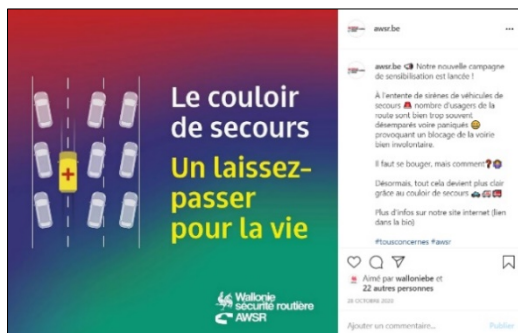 Le couloir
de secours
Un laissez-
passer
pour la vie
Wallonie
sécurité routière
AWSR
awsr.be
awsr.be 📢 Notre nouvelle campagne
de sensibilisation est lancée !
À l'entente de sirènes de véhicules de
secours 🚨 nombre d'usagers de la
route sont bien trop souvent
désemparés voire paniqués 😅
provoquant un blocage de la voirie
bien involontaire.
Il faut se bouger, mais comment❓🤷
Désormais, tout cela devient plus clair
grâce au couloir de secours 🚓🚑🚒
Plus d'infos sur notre site internet (lien
dans la bio)
#tousconcernes #awsr
Aimé par walloniebe et
22 autres personnes
26 OCTOBRE 2020
Ajouter un commentaire...
Publier